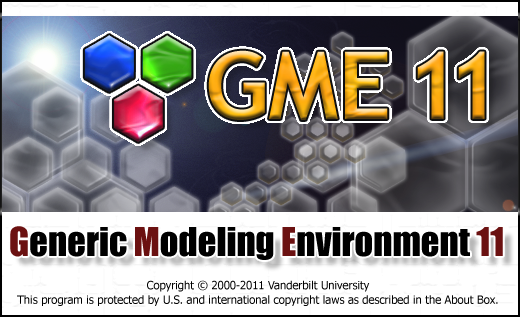 GME 11
Generic Modeling Environment 11
Copyright © 2000-2011 Vanderbilt University
This program is protected by U.S. and international copyright laws as described in the About Box.